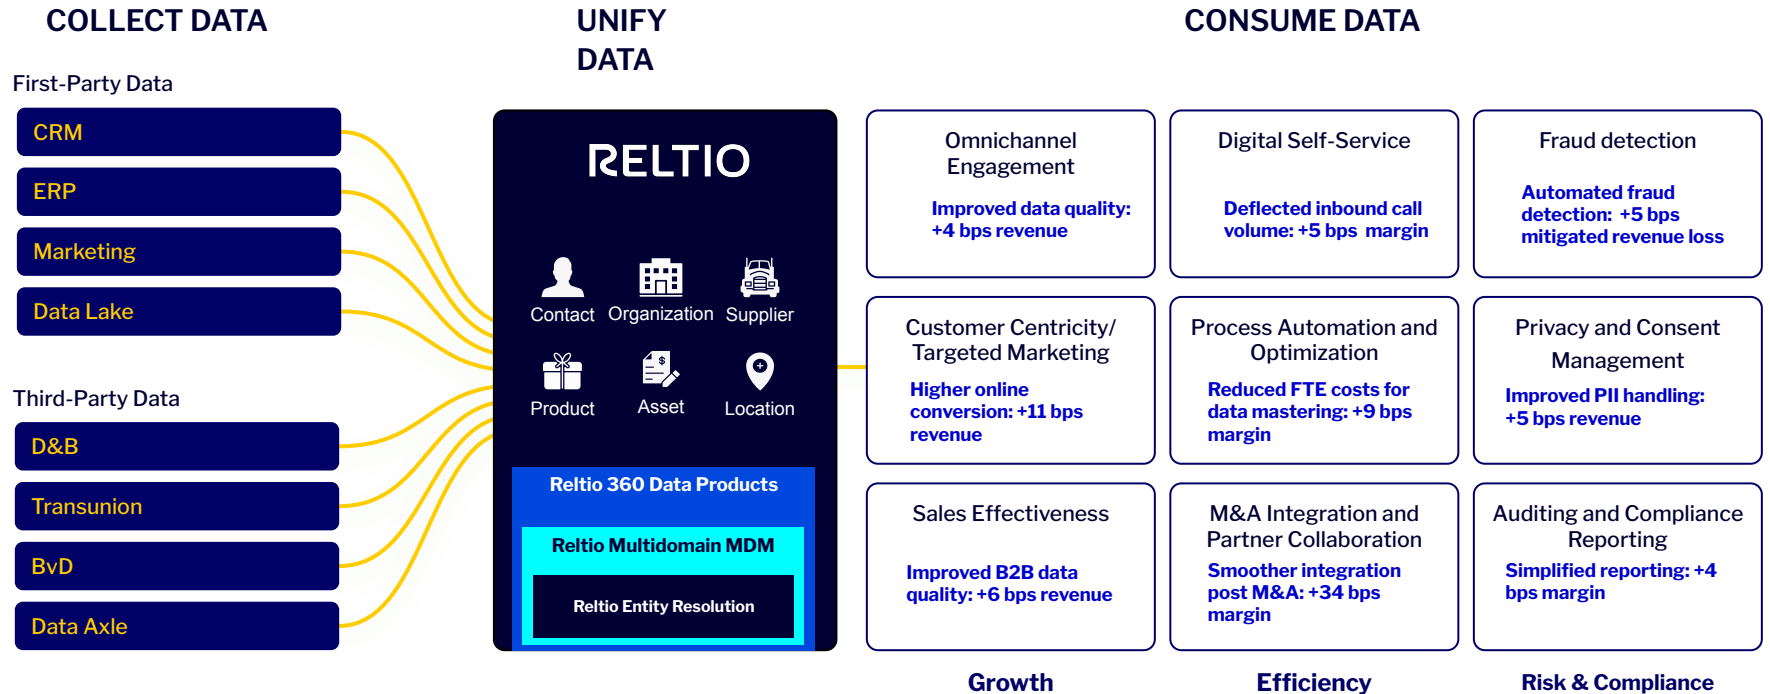 COLLECT DATA
UNIFY
DATA
CONSUME DATA
First-Party Data
CRM
ERP
Marketing
Data Lake
Third-Party Data
D&B
Transunion
BvD
Data Axle
RELTIO
Contact
Organization
Supplier
Product
Asset
Location
Reltio 360 Data Products
Reltio Multidomain MDM
Reltio Entity Resolution
Omnichannel
Engagement
Improved data quality:
+4 bps revenue
Digital Self-Service
Deflected inbound call
volume: +5 bps margin
Fraud detection
Automated fraud
detection: +5 bps
mitigated revenue loss
Customer Centricity/
Targeted Marketing
Higher online
conversion: +11 bps
revenue
Process Automation and
Optimization
Reduced FTE costs for
data mastering: +9 bps
margin
Privacy and Consent
Management
Improved PII handling:
+5 bps revenue
Sales Effectiveness
Improved B2B data
quality: +6 bps revenue
M&A Integration and
Partner Collaboration
Smoother integration
post M&A: +34 bps
margin
Auditing and Compliance
Reporting
Simplified reporting: +4
bps margin
Growth
Efficiency
Risk & Compliance